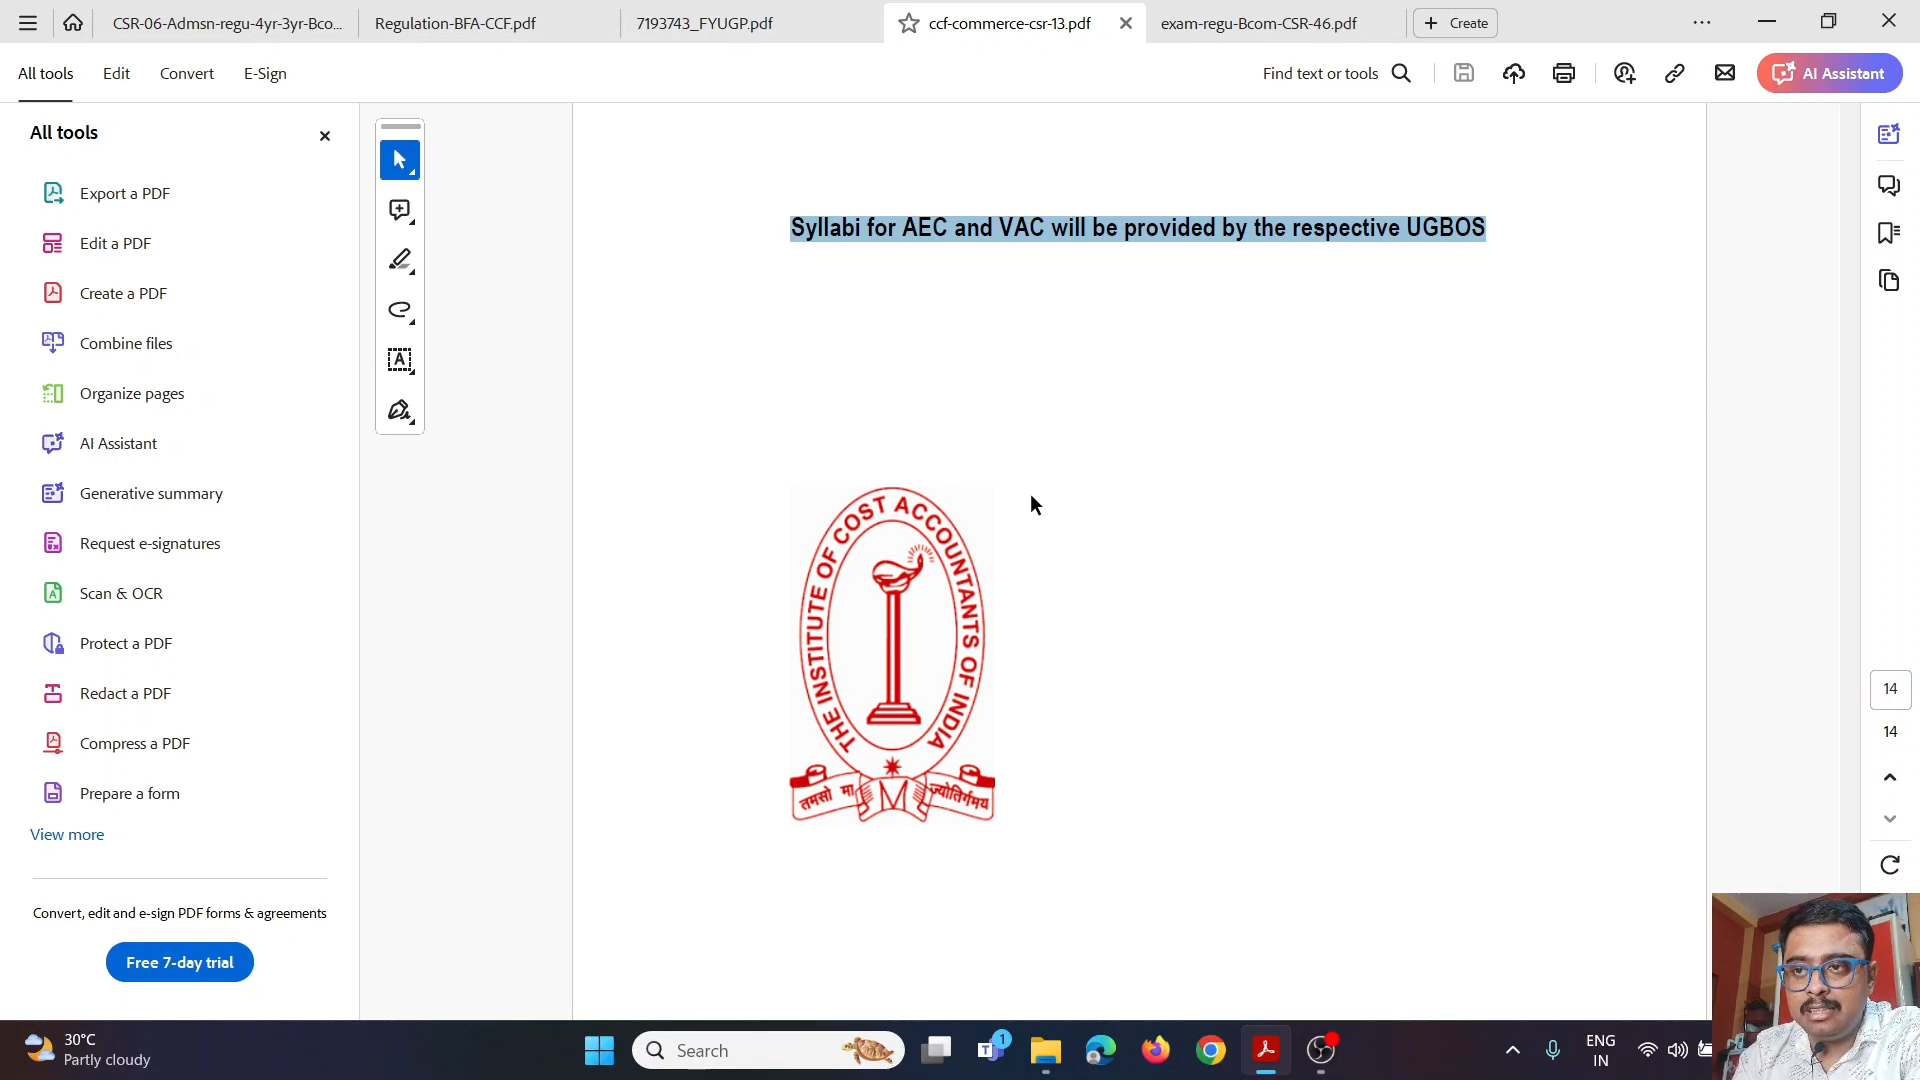 CSR-06-Admsn-regu-4yr-3yr-Bco...
Regulation-BFA-CCF.pdf
7193743_FYUGP.pdf
ccf-commerce-csr-13.pdf
exam-regu-Bcom-CSR-46.pdf
Create
All tools
Edit
Convert
E-Sign
Find text or tools
AI Assistant
All tools
Export a PDF
Edit a PDF
Create a PDF
Combine files
Organize pages
AI Assistant
Generative summary
Request e-signatures
Scan & OCR
Protect a PDF
Redact a PDF
Compress a PDF
Prepare a form
View more
Convert, edit and e-sign PDF forms & agreements
Free 7-day trial
Syllabi for AEC and VAC will be provided by the respective UGBOS
THE INSTITUTE OF COST ACCOUNTANTS OF INDIA
तमसो मा ज्योतिर्गमय
14
14
30°C
Partly cloudy
Search
1
ENG
IN